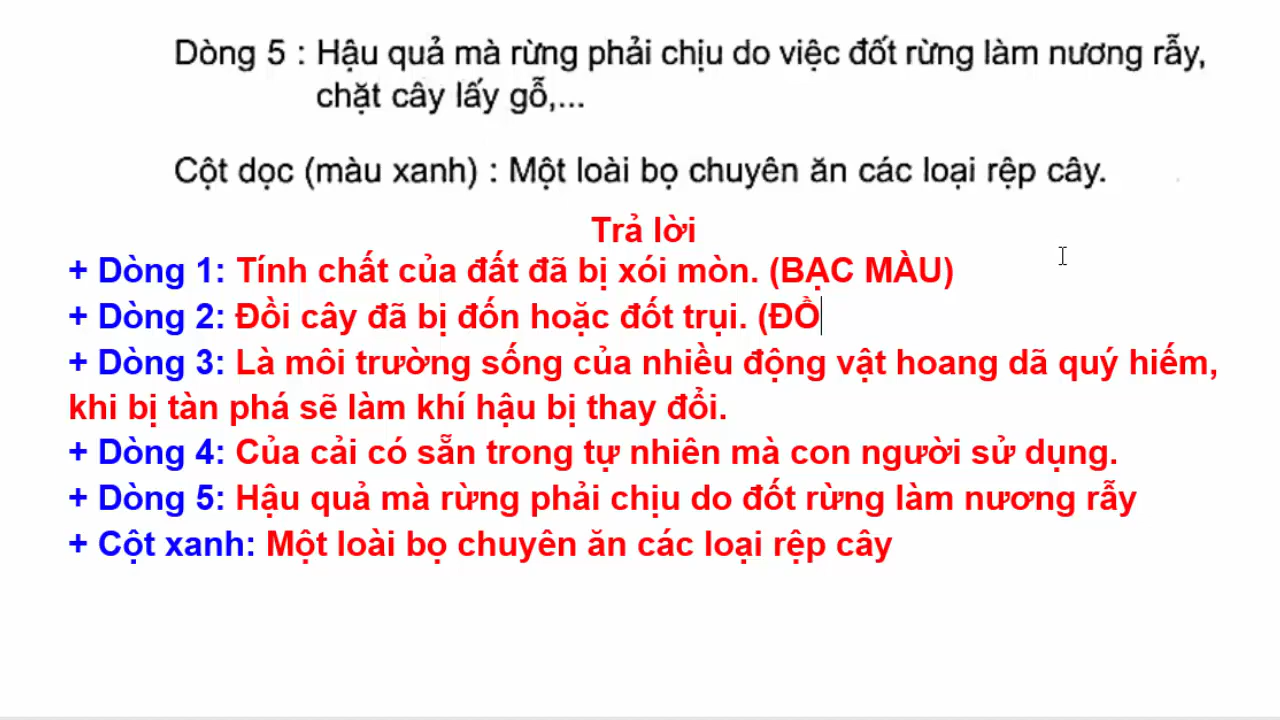 Dòng 5 : Hậu quả mà rừng phải chịu do việc đốt rừng làm nương rẫy,
chặt cây lấy gỗ,...
Cột dọc (màu xanh) : Một loài bọ chuyên ăn các loại rệp cây.
Trả lời
+ Dòng 1: Tính chất của đất đã bị xói mòn. (BẠC MÀU)
+ Dòng 2: Đồi cây đã bị đốn hoặc đốt trụi. (ĐỒ
+ Dòng 3: Là môi trường sống của nhiều động vật hoang dã quý hiếm,
khi bị tàn phá sẽ làm khí hậu bị thay đổi.
+ Dòng 4: Của cải có sẵn trong tự nhiên mà con người sử dụng.
+ Dòng 5: Hậu quả mà rừng phải chịu do đốt rừng làm nương rẫy
+ Cột xanh: Một loài bọ chuyên ăn các loại rệp cây